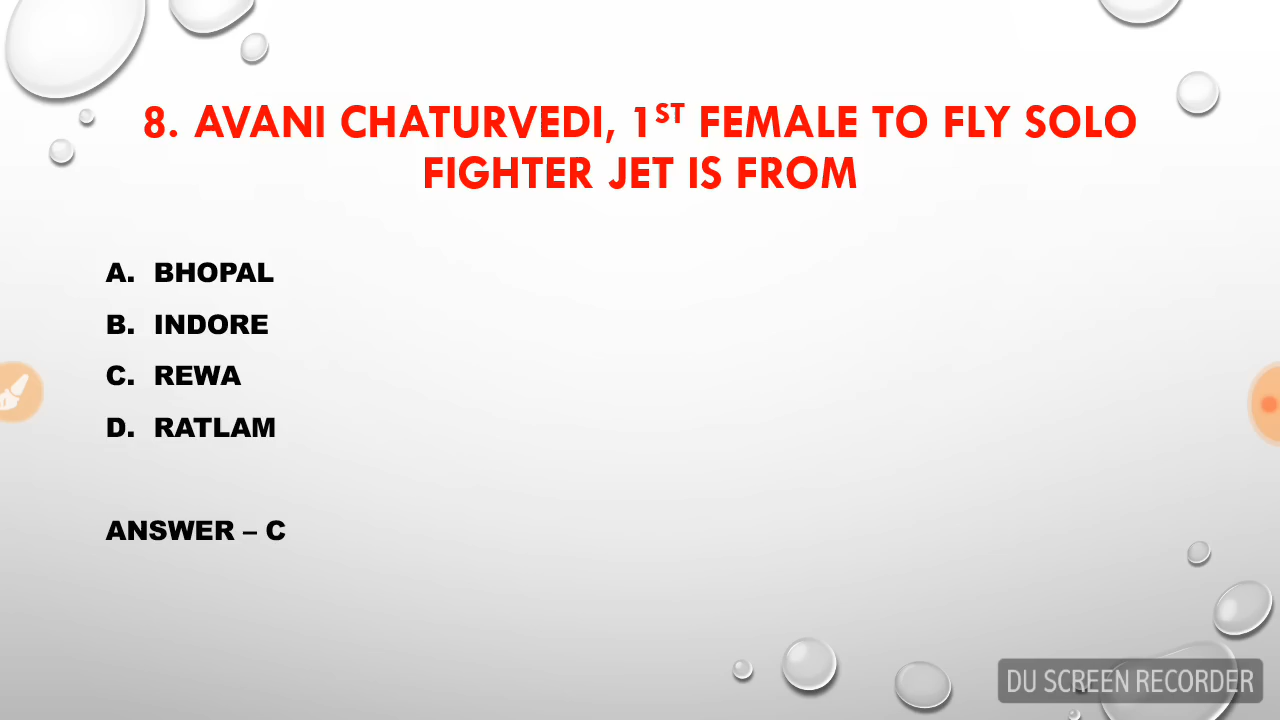 8. AVANI CHATURVEDI, 1ST FEMALE TO FLY SOLO
FIGHTER JET IS FROM
A. BHOPAL
B. INDORE
C. REWA
D. RATLAM
ANSWER – C
DU SCREEN RECORDER